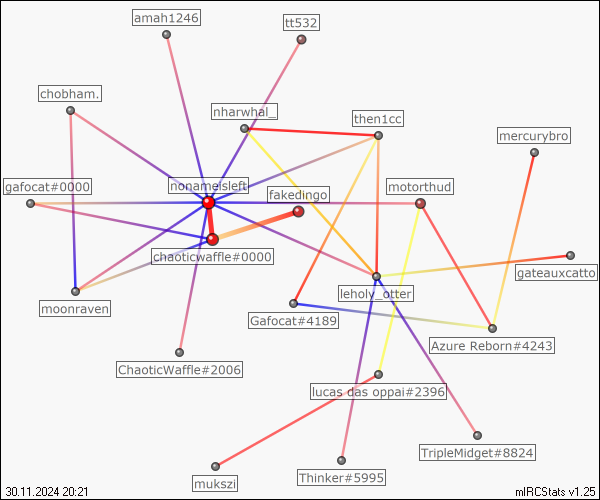 amah1246
tt532
chobham.
nharwhal_
then1cc
mercurybro
gafocat#0000
nonameisleft
fakedingo
motorthud
chaoticwaffle#0000
gateauxcatto
moonraven
leholy_otter
Gafocat#4189
Azure Reborn#4243
ChaoticWaffle#2006
lucas das oppai#2396
TripleMidget#8824
mukszi
Thinker#5995
30.11.2024 20:21
mIRCStats v1.25